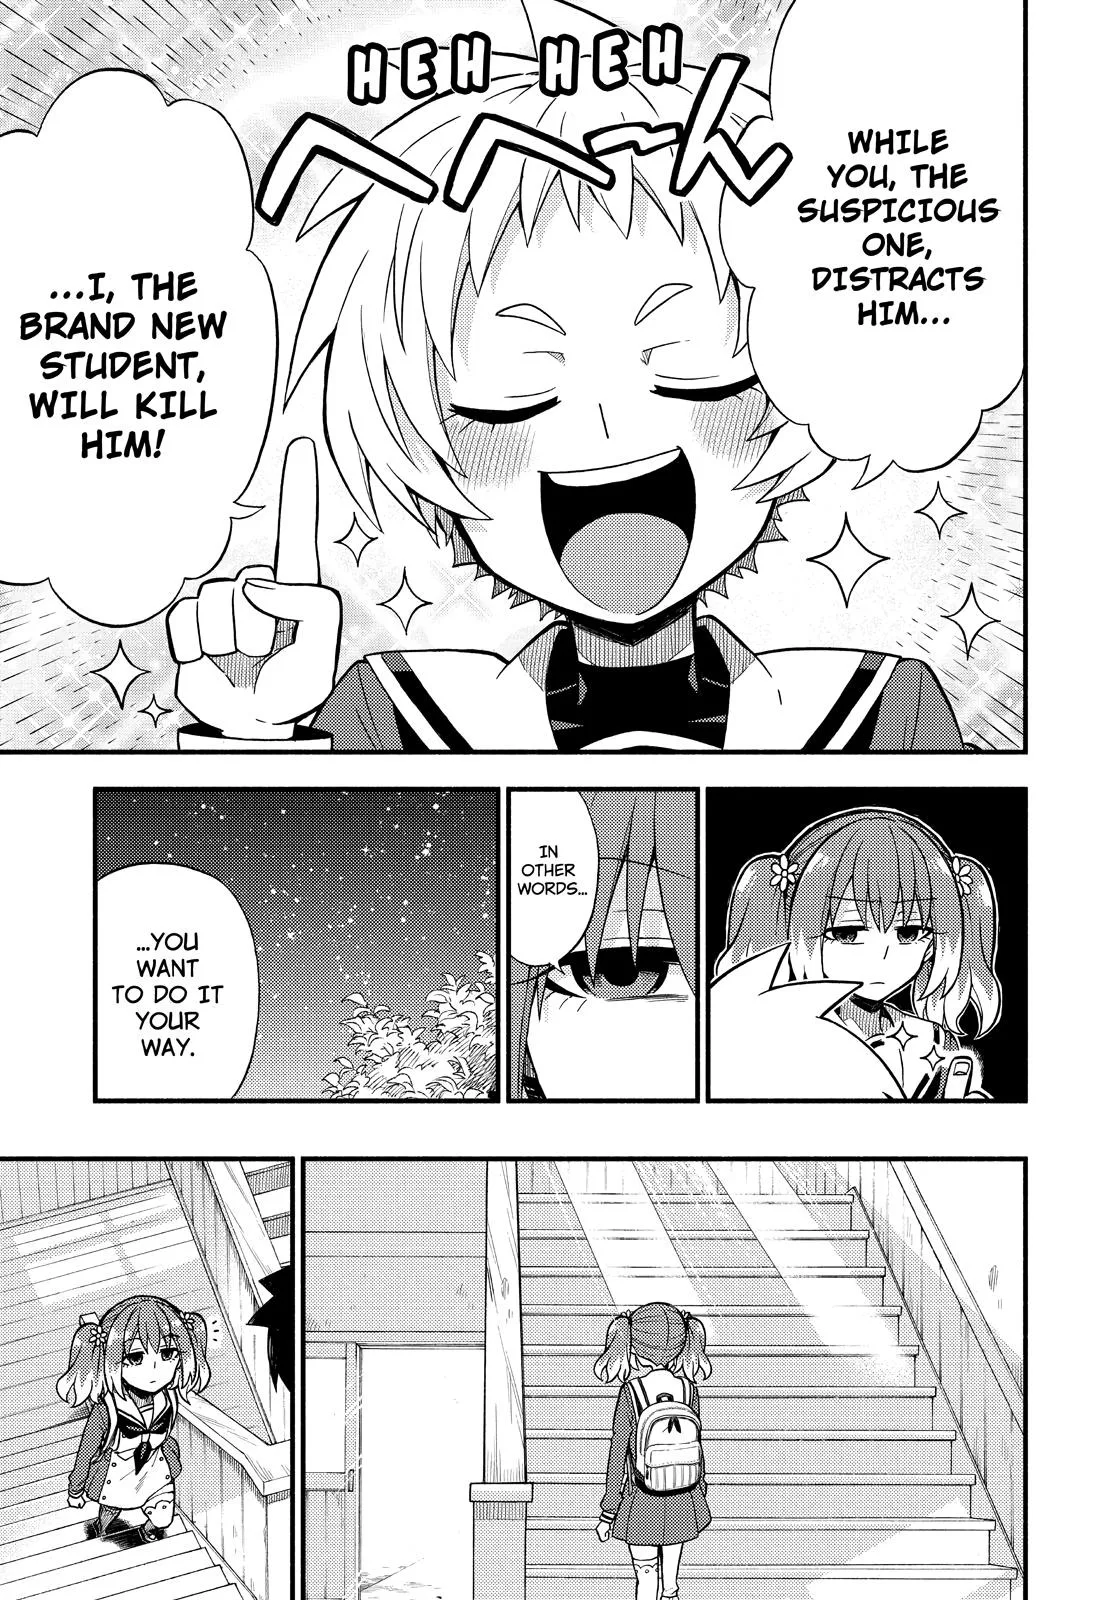 HEH HEH
へへ～ん
WHILE
YOU, THE
SUSPICIOUS
ONE,
DISTRACTS
HIM...
...I, THE
BRAND NEW
STUDENT,
WILL KILL
HIM!
IN
OTHER
WORDS...
...YOU
WANT
TO DO IT
YOUR
WAY.